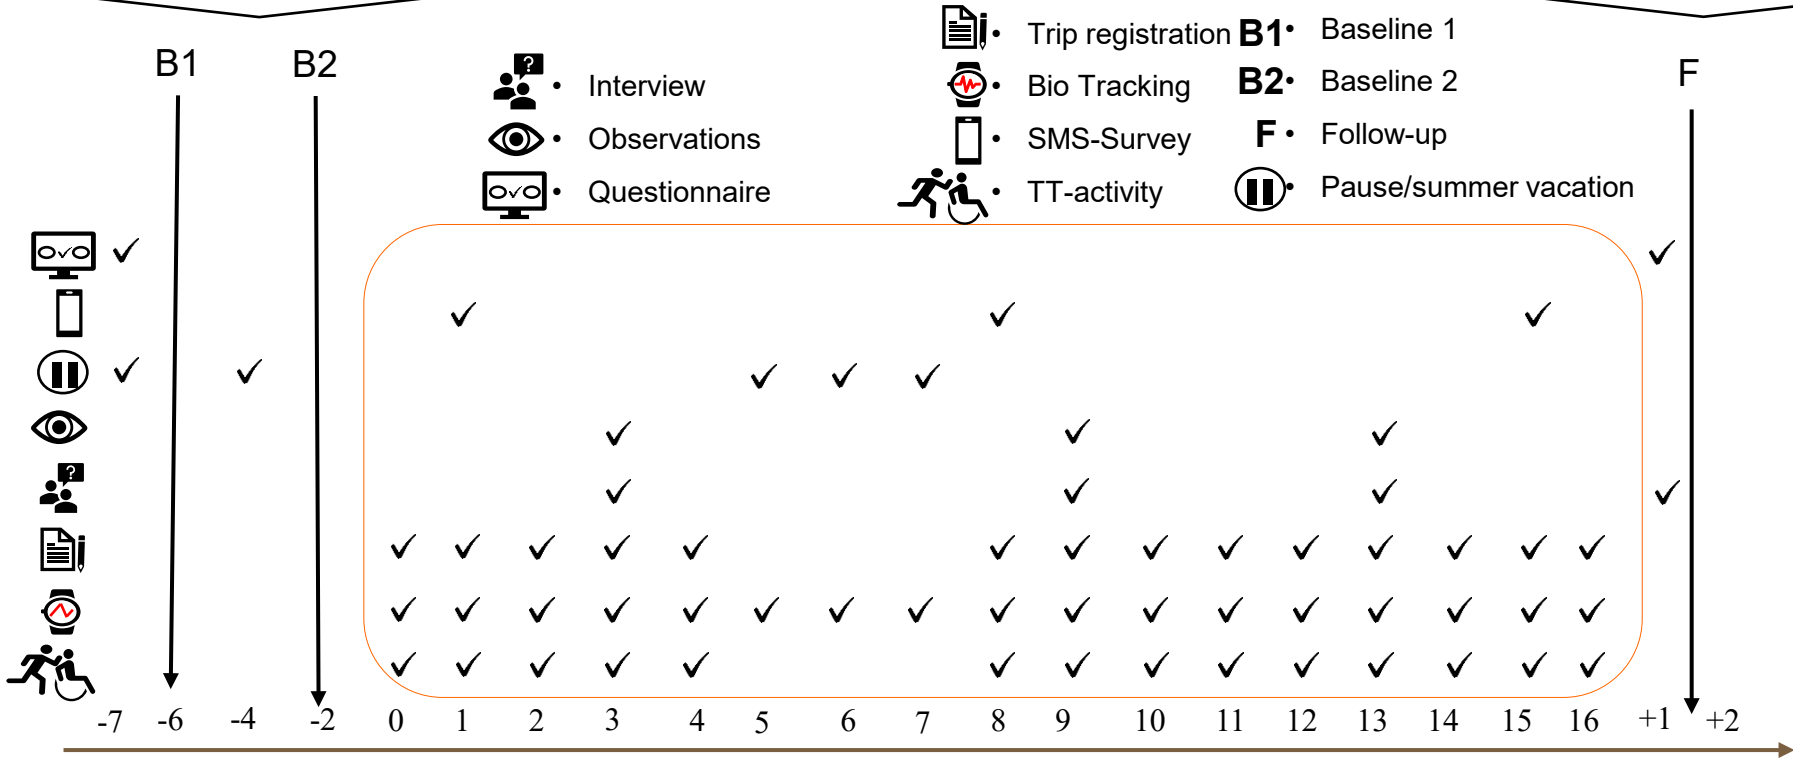 B1
B2
• Interview
• Observations
• Questionnaire
• Trip registration
• Bio Tracking
• SMS-Survey
• TT-activity
B1• Baseline 1
B2• Baseline 2
F• Follow-up
• Pause/summer vacation
F
-7 -6 -4 -2 0 1 2 3 4 5 6 7 8 9 10 11 12 13 14 15 16 +1 +2